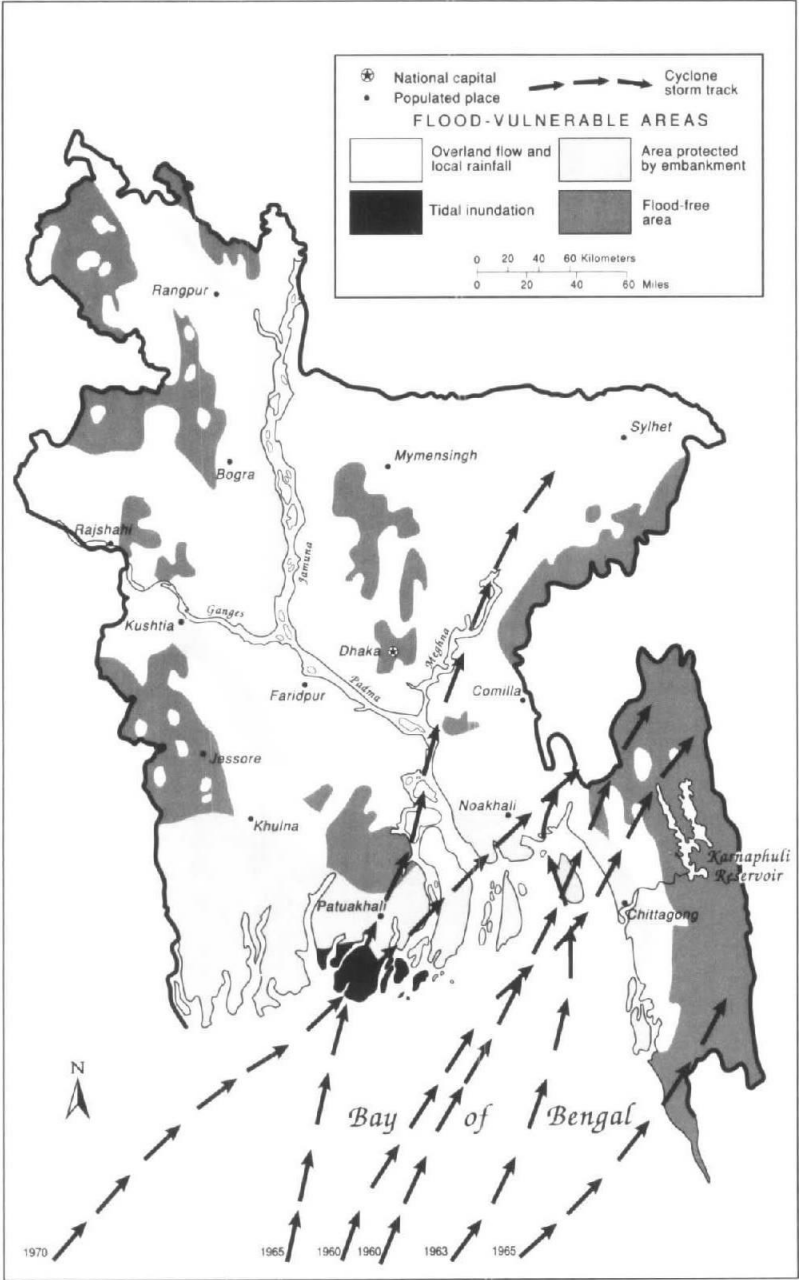 National capital
Populated place
Cyclone
storm track
FLOOD-VULNERABLE AREAS
Overland flow and
local rainfall
Area protected
by embankment
Tidal inundation
Flood-free
area
0 20 40 60 Kilometers
0 20 40 60 Miles
Rangpur
Sylhet
Mymensingh
Bogra
Rajshahi
Jamuna
Ganges
Kushtia
Dhaka
Meghna
Padma
Faridpur
Comilla
Jessore
Noakhali
Khulna
Karnaphuli
Reservoir
Patuakhali
Chittagong
N
Bay of Bengal
1970
1965
1960
1960
1963
1965